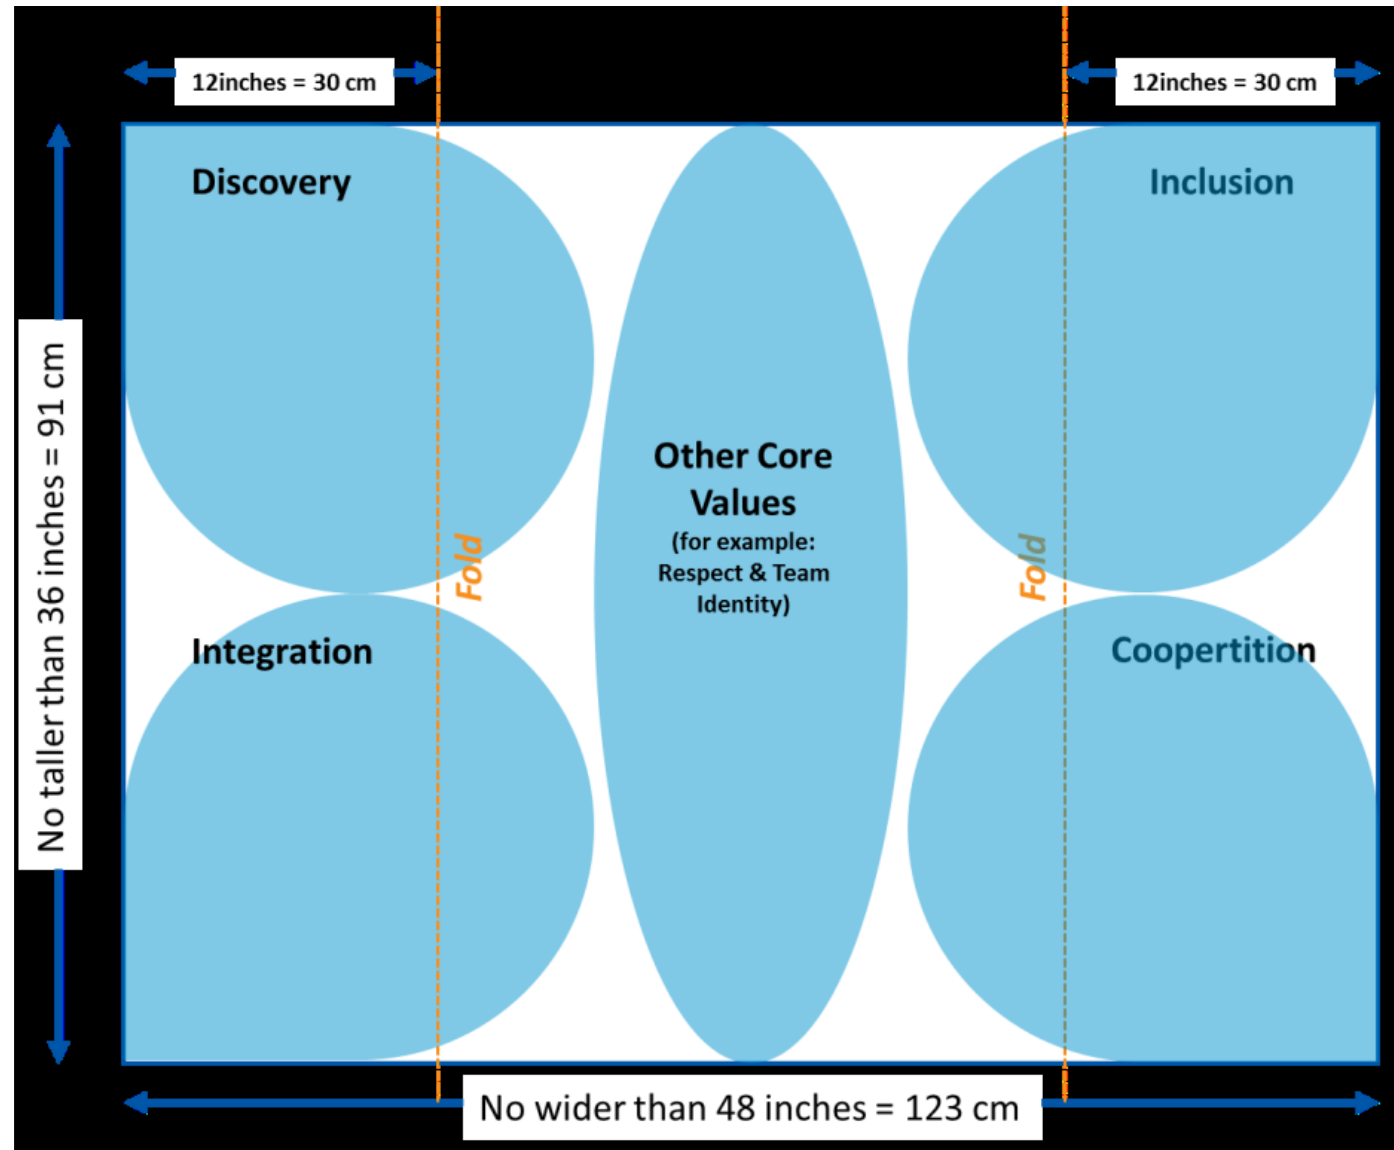 12inches = 30 cm
12inches = 30 cm
Discovery
Inclusion
No taller than 36 inches = 91 cm
Other Core
Values
(for example:
Respect & Team
Identity)
Fold
Fold
Integration
Coopertition
No wider than 48 inches = 123 cm